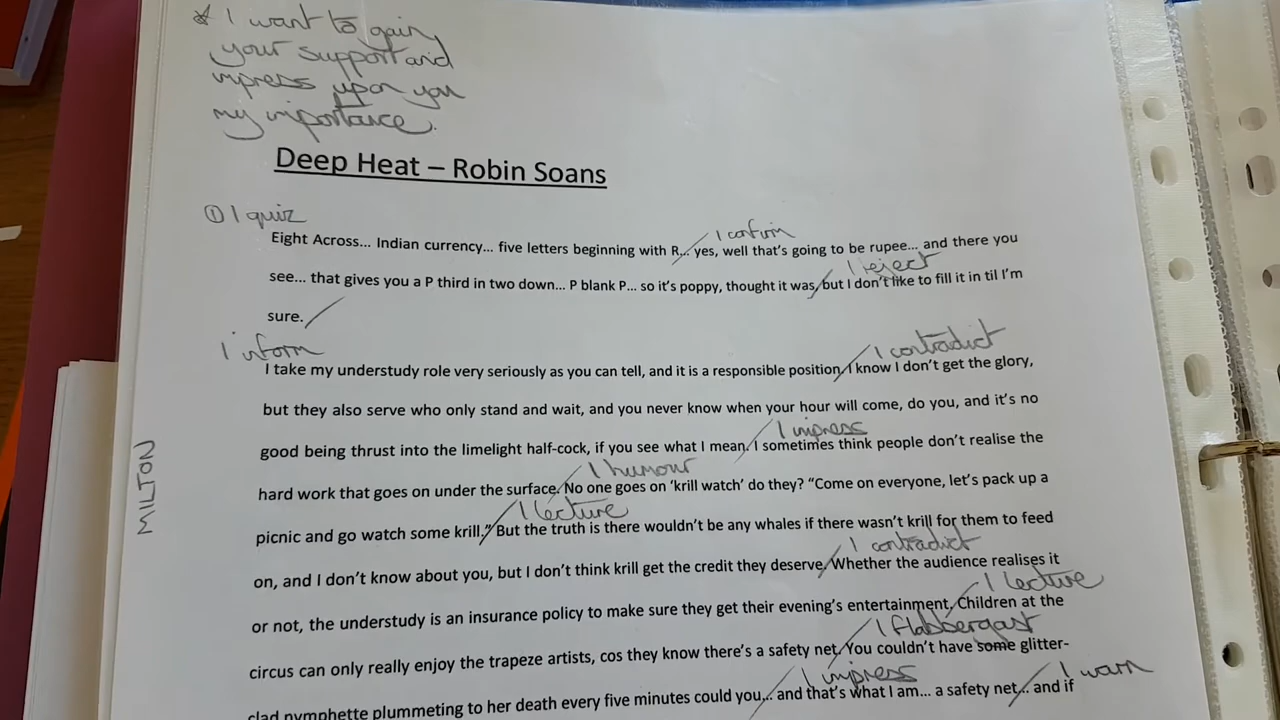 * I want to gain
your support and
impress upon you
my importance.
Deep Heat – Robin Soans
① I quiz
I confirm
Eight Across... Indian currency... five letters beginning with R... yes, well that's going to be rupee... and there you
I reject
see... that gives you a P third in two down... P blank P... so it's poppy, thought it was, but I don't like to fill it in til I'm
sure.
I inform
I contradict
I take my understudy role very seriously as you can tell, and it is a responsible position, I know I don't get the glory,
but they also serve who only stand and wait, and you never know when your hour will come, do you, and it's no
I impress
good being thrust into the limelight half-cock, if you see what I mean. I sometimes think people don't realise the
I humour
hard work that goes on under the surface. No one goes on 'krill watch' do they? "Come on everyone, let's pack up a
I lecture
picnic and go watch some krill." But the truth is there wouldn't be any whales if there wasn't krill for them to feed
I contradict
on, and I don't know about you, but I don't think krill get the credit they deserve. Whether the audience realises it
I lecture
or not, the understudy is an insurance policy to make sure they get their evening's entertainment. Children at the
I flabbergast
circus can only really enjoy the trapeze artists, cos they know there's a safety net. You couldn't have some glitter-
I impress
I warn
clad nymphette plummeting to her death every five minutes could you... and that's what I am... a safety net... and if
MILTON